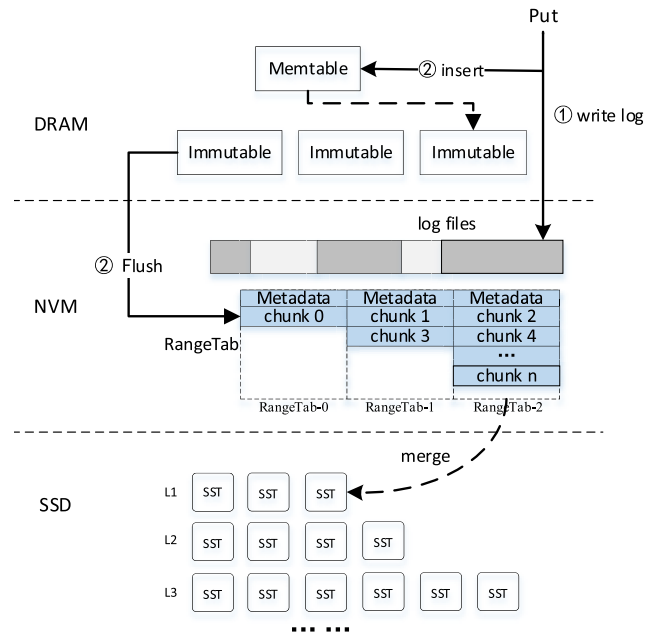 Put
Memtable
② insert
① write log
DRAM
Immutable Immutable Immutable
log files
② Flush
NVM
Metadata Metadata Metadata
chunk 0 chunk 1 chunk 2
RangeTab
chunk 3 chunk 4
...
chunk n
RangeTab-0 RangeTab-1 RangeTab-2
merge
SSD
L1 SST SST SST
L2 SST SST SST SST
L3 SST SST SST SST SST SST
... ...